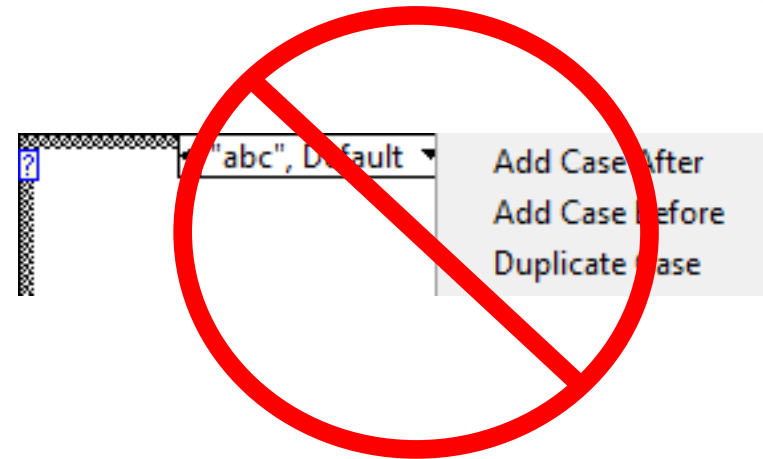 ? "abc", Default
Add Case After
Add Case Before
Duplicate Case